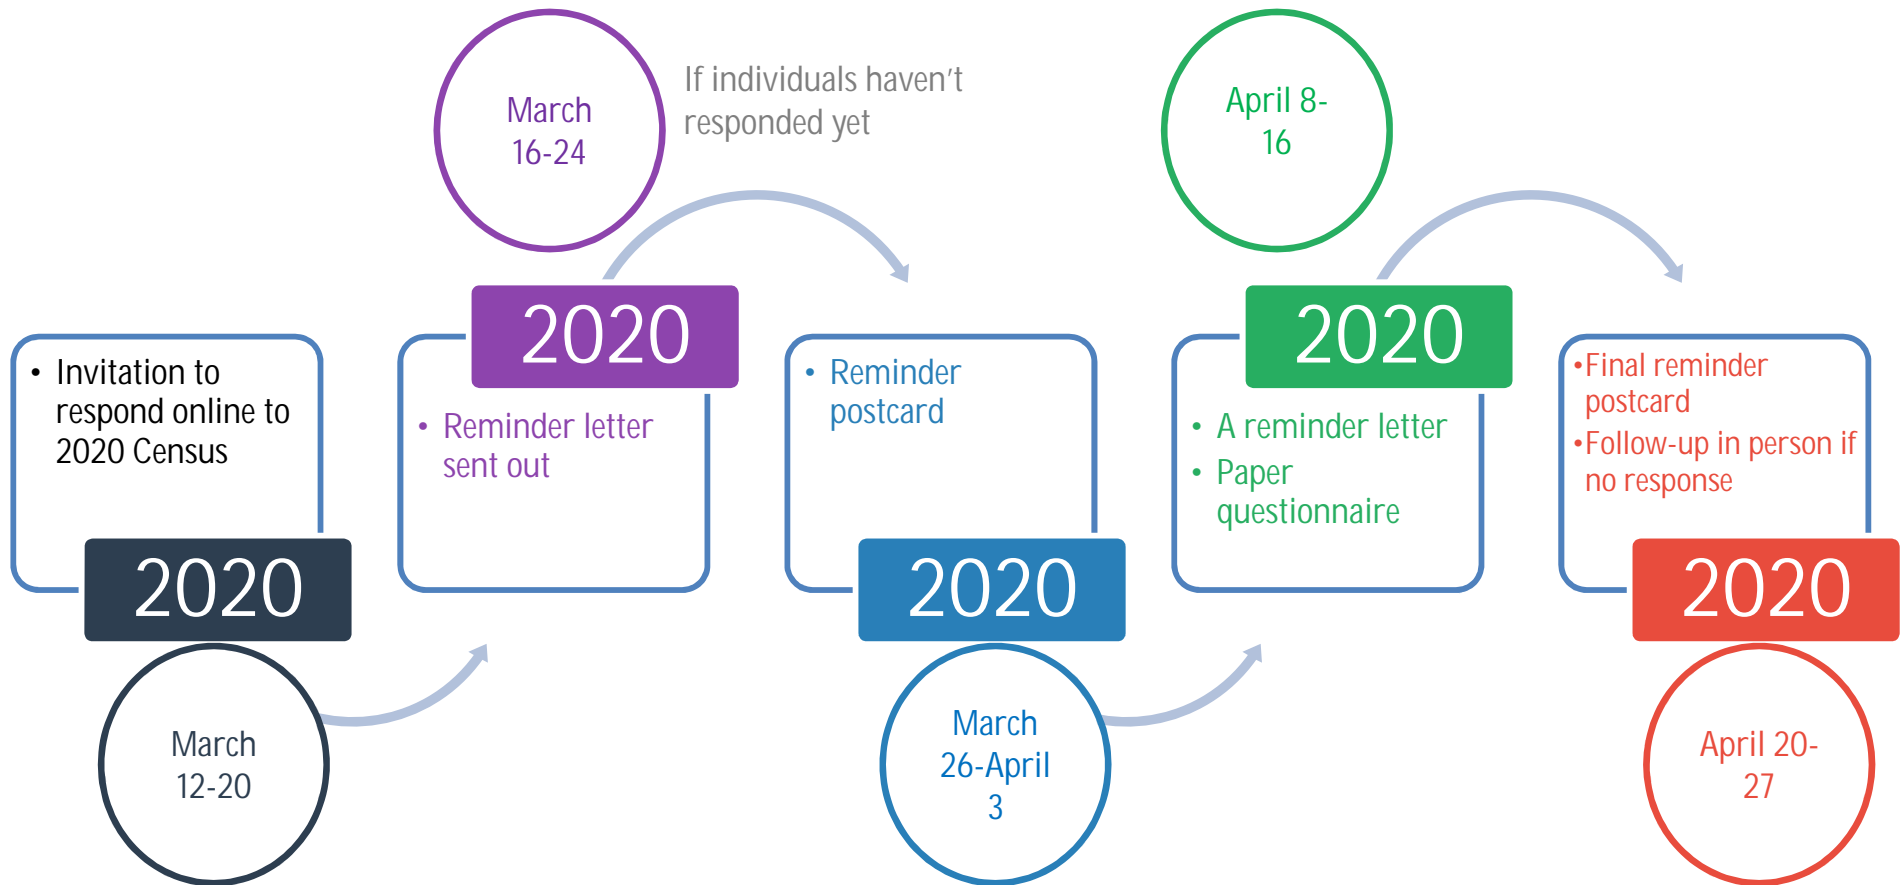 • Invitation to
respond online to
2020 Census
2020
March
12-20
March
16-24
If individuals haven't
responded yet
2020
• Reminder letter
sent out
• Reminder
postcard
2020
March
26-April
3
April 8-
16
2020
• A reminder letter
• Paper
questionnaire
•Final reminder
postcard
•Follow-up in person if
no response
2020
April 20-
27